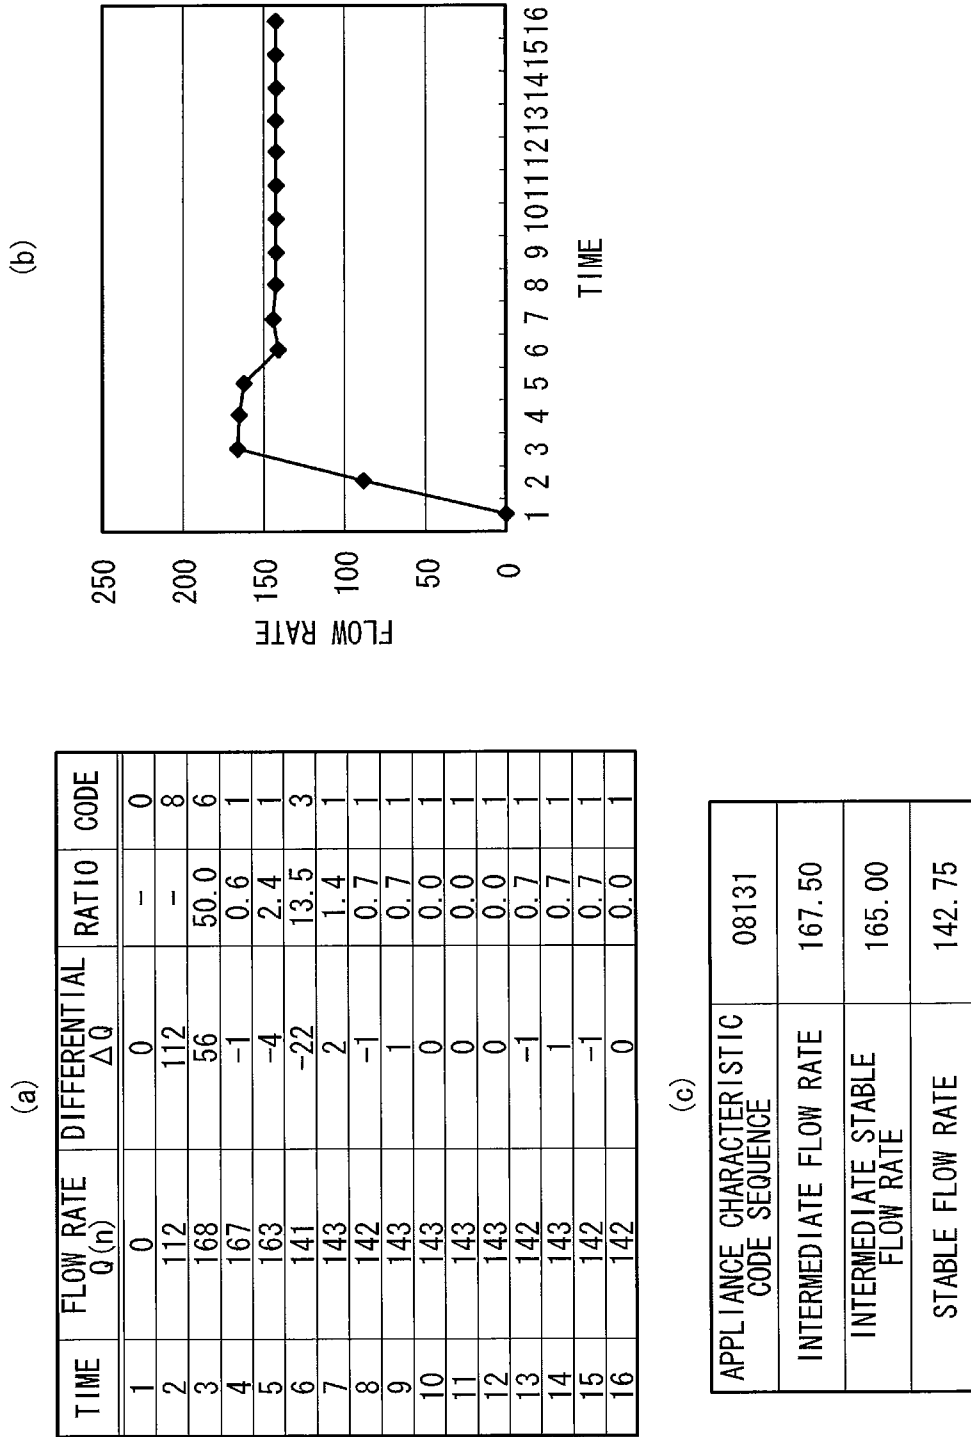 (a)
TIME FLOW RATE Q(n) DIFFERENTIAL ΔQ RATIO CODE
1 0 0 - 0
2 112 112 - 8
3 168 56 50.0 6
4 167 -1 0.6 1
5 163 -4 2.4 1
6 141 -22 13.5 3
7 143 2 1.4 1
8 142 -1 0.7 1
9 143 1 0.7 1
10 143 0 0.0 1
11 143 0 0.0 1
12 143 0 0.0 1
13 142 -1 0.7 1
14 143 1 0.7 1
15 142 -1 0.7 1
16 142 0 0.0 1
(b)
FLOW RATE
250
200
150
100
50
0
1 2 3 4 5 6 7 8 9 10 11 12 13 14 15 16
TIME
(c)
APPLIANCE CHARACTERISTIC
CODE SEQUENCE
08131
INTERMEDIATE FLOW RATE 167.50
INTERMEDIATE STABLE
FLOW RATE
165.00
STABLE FLOW RATE 142.75